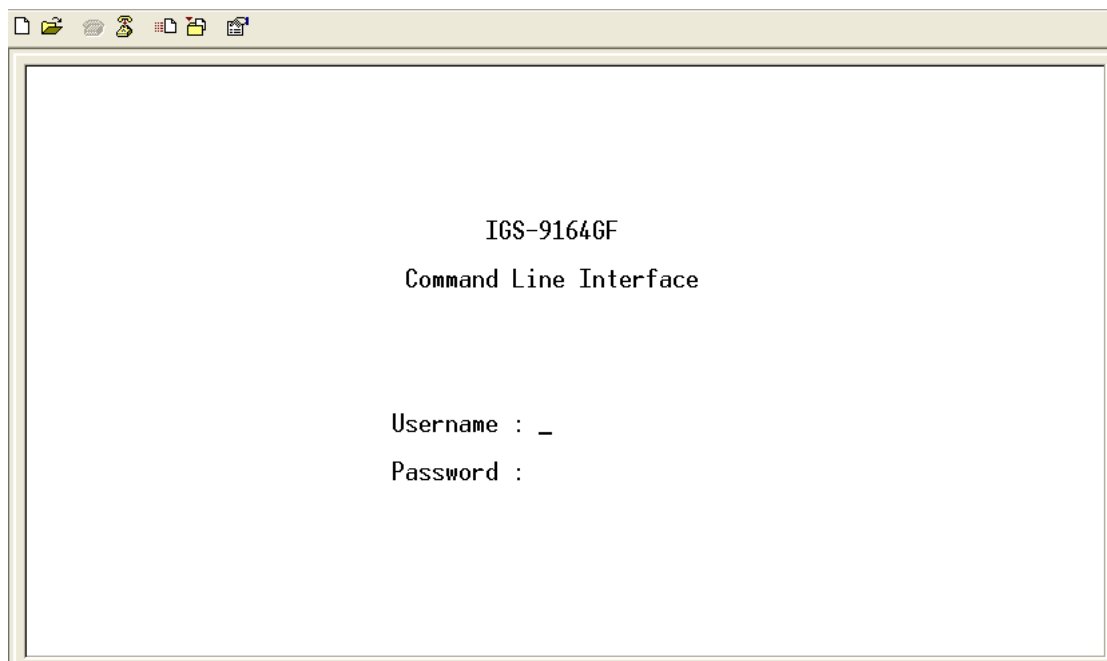 IGS-9164GF
Command Line Interface
Username : _
Password :